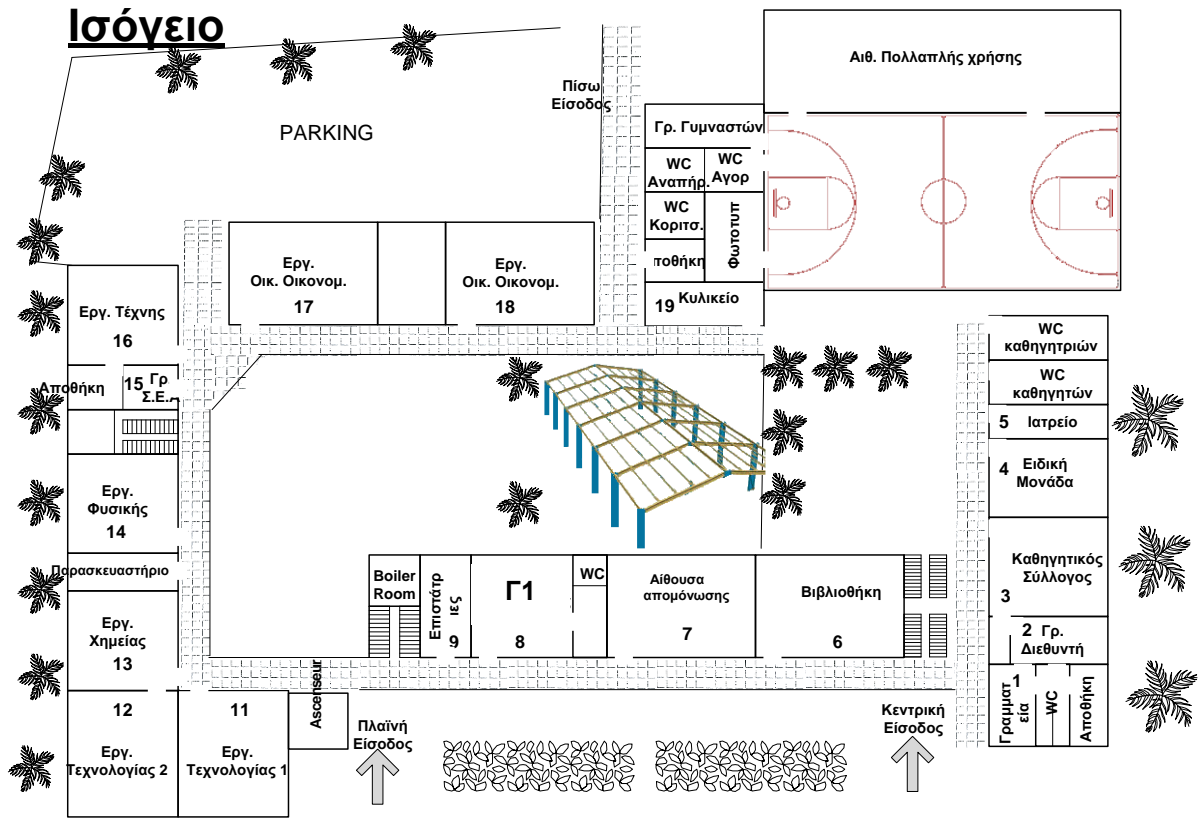 Ισόγειο
Αιθ. Πολλαπλής χρήσης
Πίσω
Είσοδος
PARKING
Γρ. Γυμναστών
WC
Αναπήρ.
WC
Αγορ
WC
Κοριτσ.
Φωτοτυπ
ποθήκη
19 Κυλικείο
Εργ.
Οικ. Οικονομ.
17
Εργ.
Οικ. Οικονομ.
18
Εργ. Τέχνης
16
Αποθήκη
15 Γρ.
Σ.Ε.Α
WC
καθηγητριών
WC
καθηγητών
5 Ιατρείο
4 Ειδική
Μονάδα
Καθηγητικός
Σύλλογος
3
2 Γρ.
Διευθυντή
1
Γραμματ
εία
WC
Αποθήκη
Εργ.
Φυσικής
14
Παρασκευαστήριο
Εργ.
Χημείας
13
12
Εργ.
Τεχνολογίας 2
11
Εργ.
Τεχνολογίας 1
Ascenseur
Boiler
Room
Επιστάτρ
ιες
9
Γ1
8
WC
Αίθουσα
απομόνωσης
7
Βιβλιοθήκη
6
Πλαϊνή
Είσοδος
Κεντρική
Είσοδος